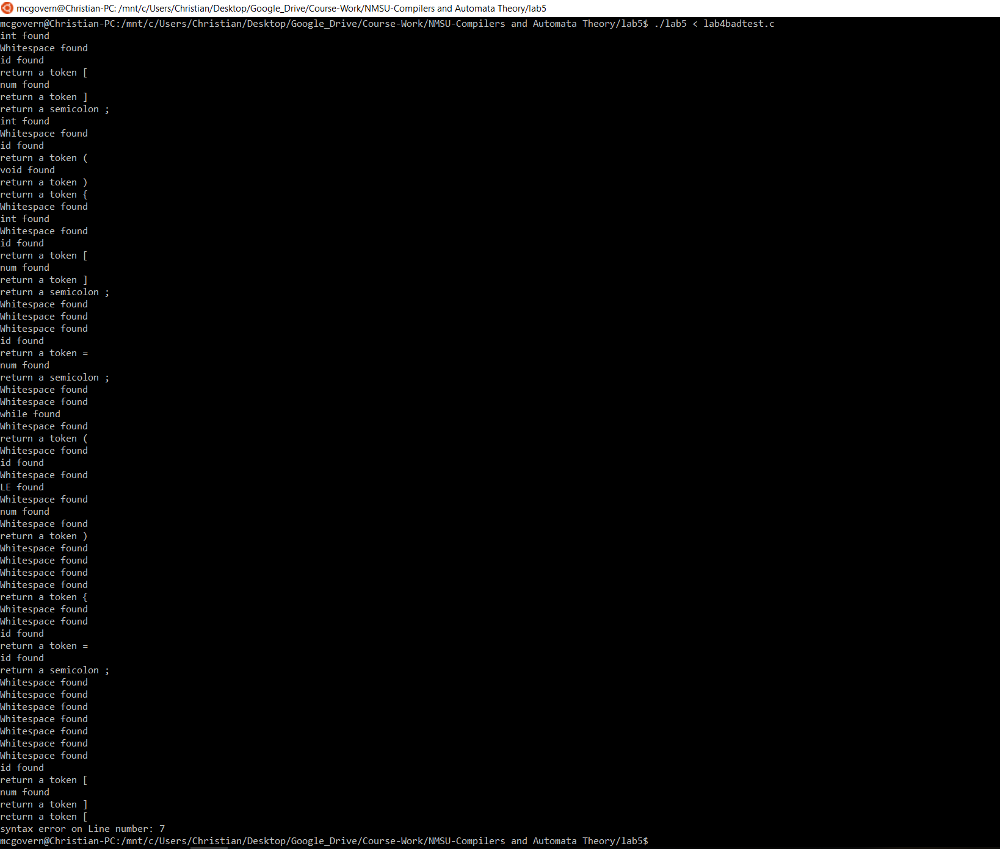 mcgovern@Christian-PC: /mnt/c/Users/Christian/Desktop/Google_Drive/Course-Work/NMSU-Compilers and Automata Theory/lab5
mcgovern@Christian-PC:/mnt/c/Users/Christian/Desktop/Google_Drive/Course-Work/NMSU-Compilers and Automata Theory/lab5$ ./lab5 < lab4badtest.c
int found
Whitespace found
id found
return a token [
num found
return a token ]
return a semicolon ;
int found
Whitespace found
id found
return a token (
void found
return a token )
return a token {
Whitespace found
int found
Whitespace found
id found
return a token [
num found
return a token ]
return a semicolon ;
Whitespace found
Whitespace found
Whitespace found
id found
return a token =
num found
return a semicolon ;
Whitespace found
Whitespace found
while found
Whitespace found
return a token (
Whitespace found
id found
Whitespace found
LE found
Whitespace found
num found
Whitespace found
return a token )
Whitespace found
Whitespace found
Whitespace found
Whitespace found
return a token {
Whitespace found
Whitespace found
id found
return a token =
id found
return a semicolon ;
Whitespace found
Whitespace found
Whitespace found
Whitespace found
Whitespace found
Whitespace found
Whitespace found
id found
return a token [
num found
return a token ]
return a token [
syntax error on Line number: 7
mcgovern@Christian-PC:/mnt/c/Users/Christian/Desktop/Google_Drive/Course-Work/NMSU-Compilers and Automata Theory/lab5$